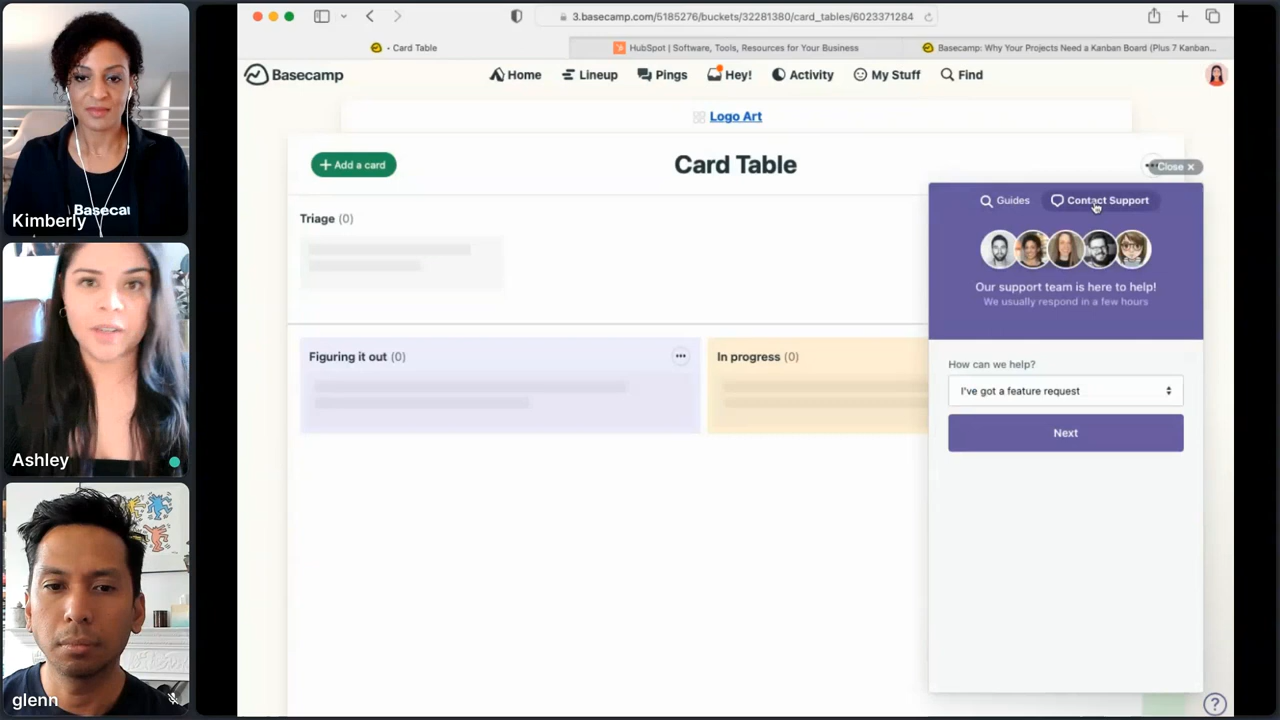 3.basecamp.com/5185276/buckets/32281380/card_tables/6023371284
- Card Table
HubSpot | Software, Tools, Resources for Your Business
Basecamp: Why Your Projects Need a Kanban Board (Plus 7 Kanban...
Basecamp
Home
Lineup
Pings
Hey!
Activity
My Stuff
Find
Logo Art
+ Add a card
Card Table
Close ×
Guides
Contact Support
Our support team is here to help!
We usually respond in a few hours
How can we help?
I've got a feature request
Next
?
Triage (0)
Figuring it out (0)
In progress (0)
Basecar
Kimberly
Ashley
glenn